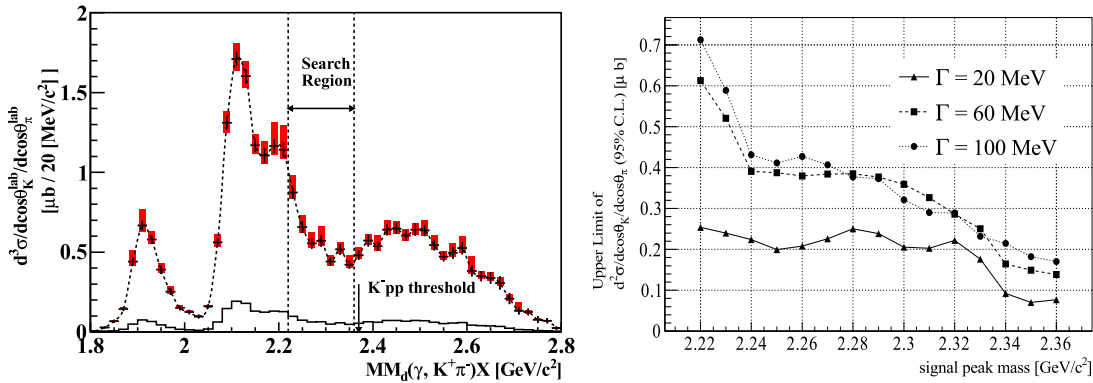 d³σ/dcosθ_K^lab/dcosθ_π^lab
[μb / 20 [MeV/c²] ]
2
1.5
1
0.5
0
Search
Region
K⁻pp threshold
1.8 2 2.2 2.4 2.6 2.8
MM_d(γ, K⁺π⁻)X [GeV/c²]
Upper Limit of
d²σ/dcosθ_K/dcosθ_π (95% C.L.) [μ b]
0.7
0.6
0.5
0.4
0.3
0.2
0.1
0
Γ = 20 MeV
Γ = 60 MeV
Γ = 100 MeV
2.22 2.24 2.26 2.28 2.3 2.32 2.34 2.36
signal peak mass [GeV/c²]